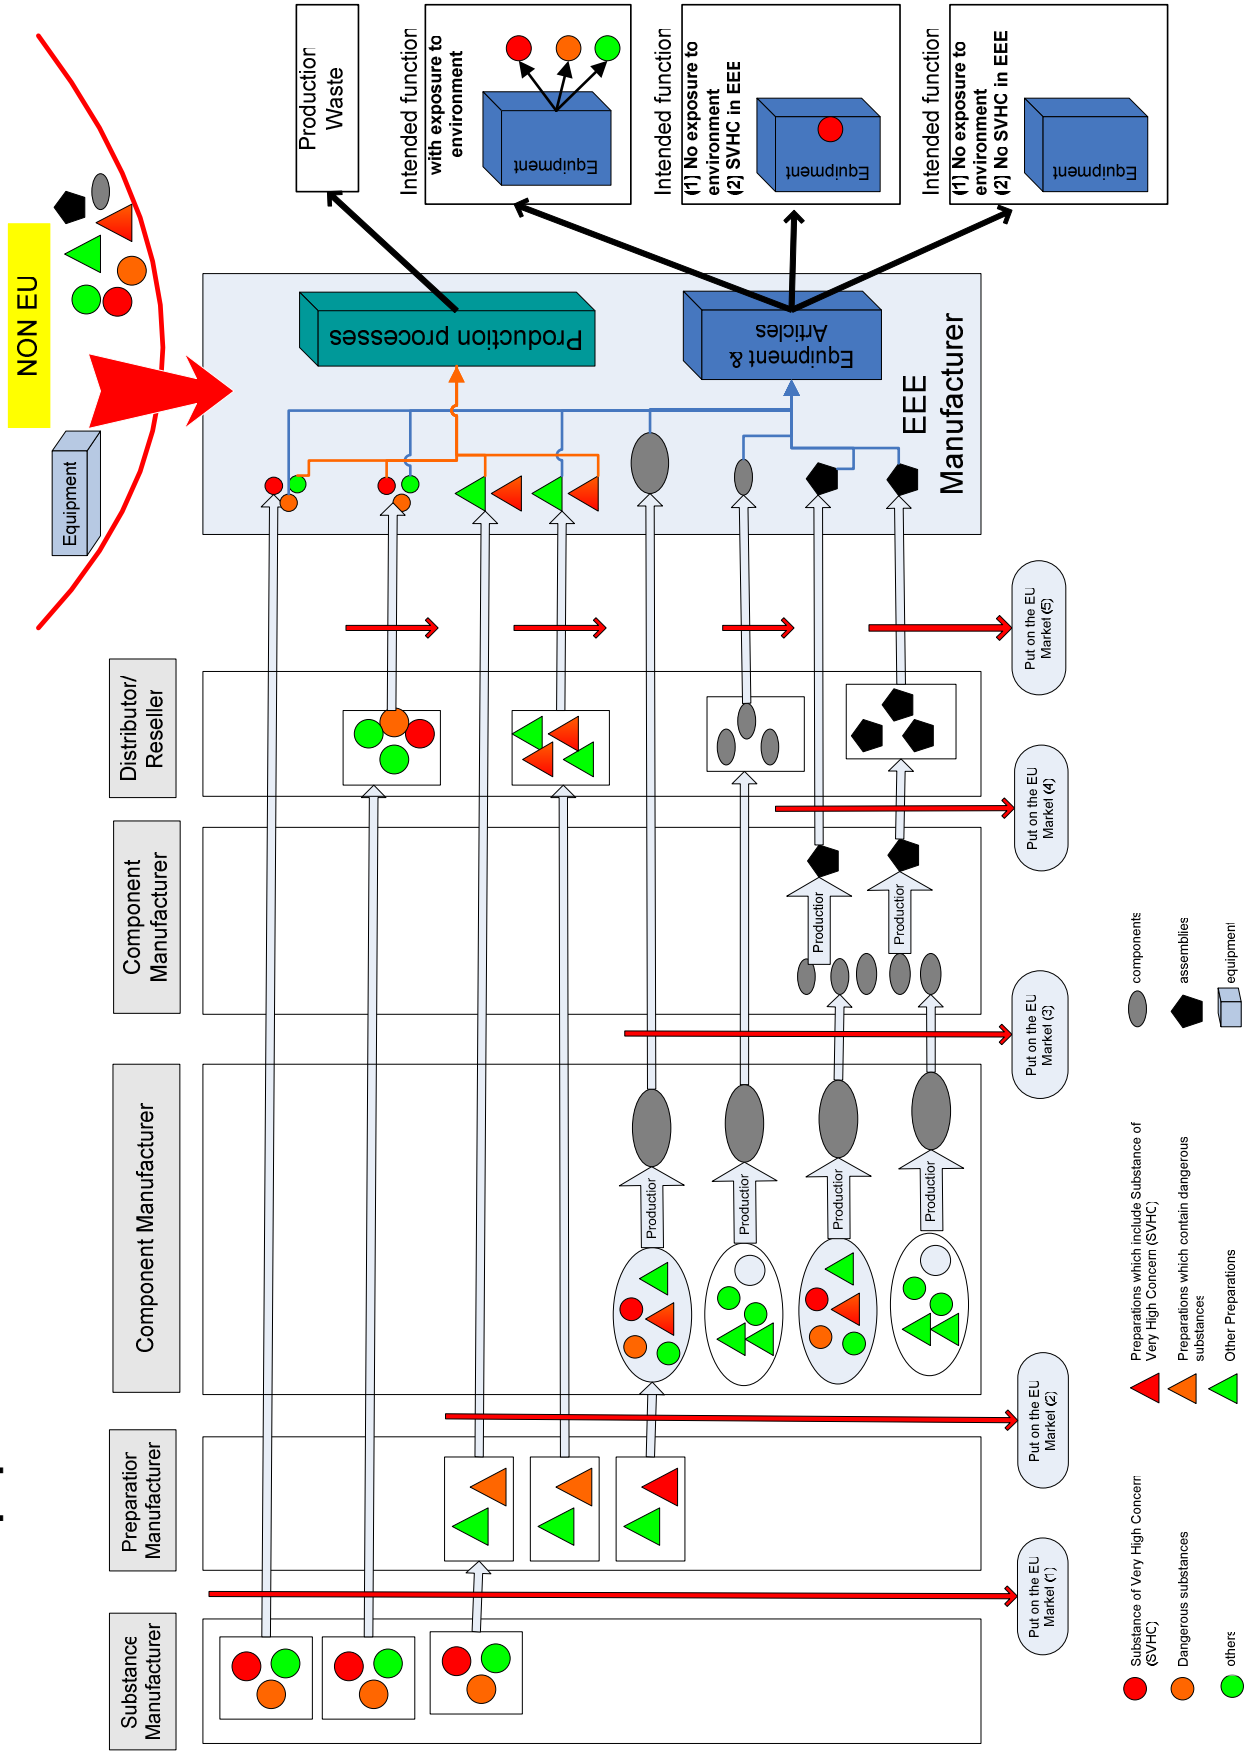 NON EU
Equipment
Substance
Manufacturer
Preparation
Manufacturer
Component Manufacturer
Component
Manufacturer
Distributor/
Reseller
EEE
Manufacturer
Production processes
Equipment &
Articles
Production
Waste
Intended function
with exposure to
environment
Equipment
Intended function
(1) No exposure to
environment
(2) SVHC in EEE
Equipment
Intended function
(1) No exposure to
environment
(2) No SVHC in EEE
Equipment
Production
Production
Production
Production
Production
Production
Put on the EU
Market (1)
Put on the EU
Market (2)
Put on the EU
Market (3)
Put on the EU
Market (4)
Put on the EU
Market (5)
Substance of Very High Concern
(SVHC)
Dangerous substances
others
Preparations which include Substance of
Very High Concern (SVHC)
Preparations which contain dangerous
substances
Other Preparations
components
assemblies
equipment